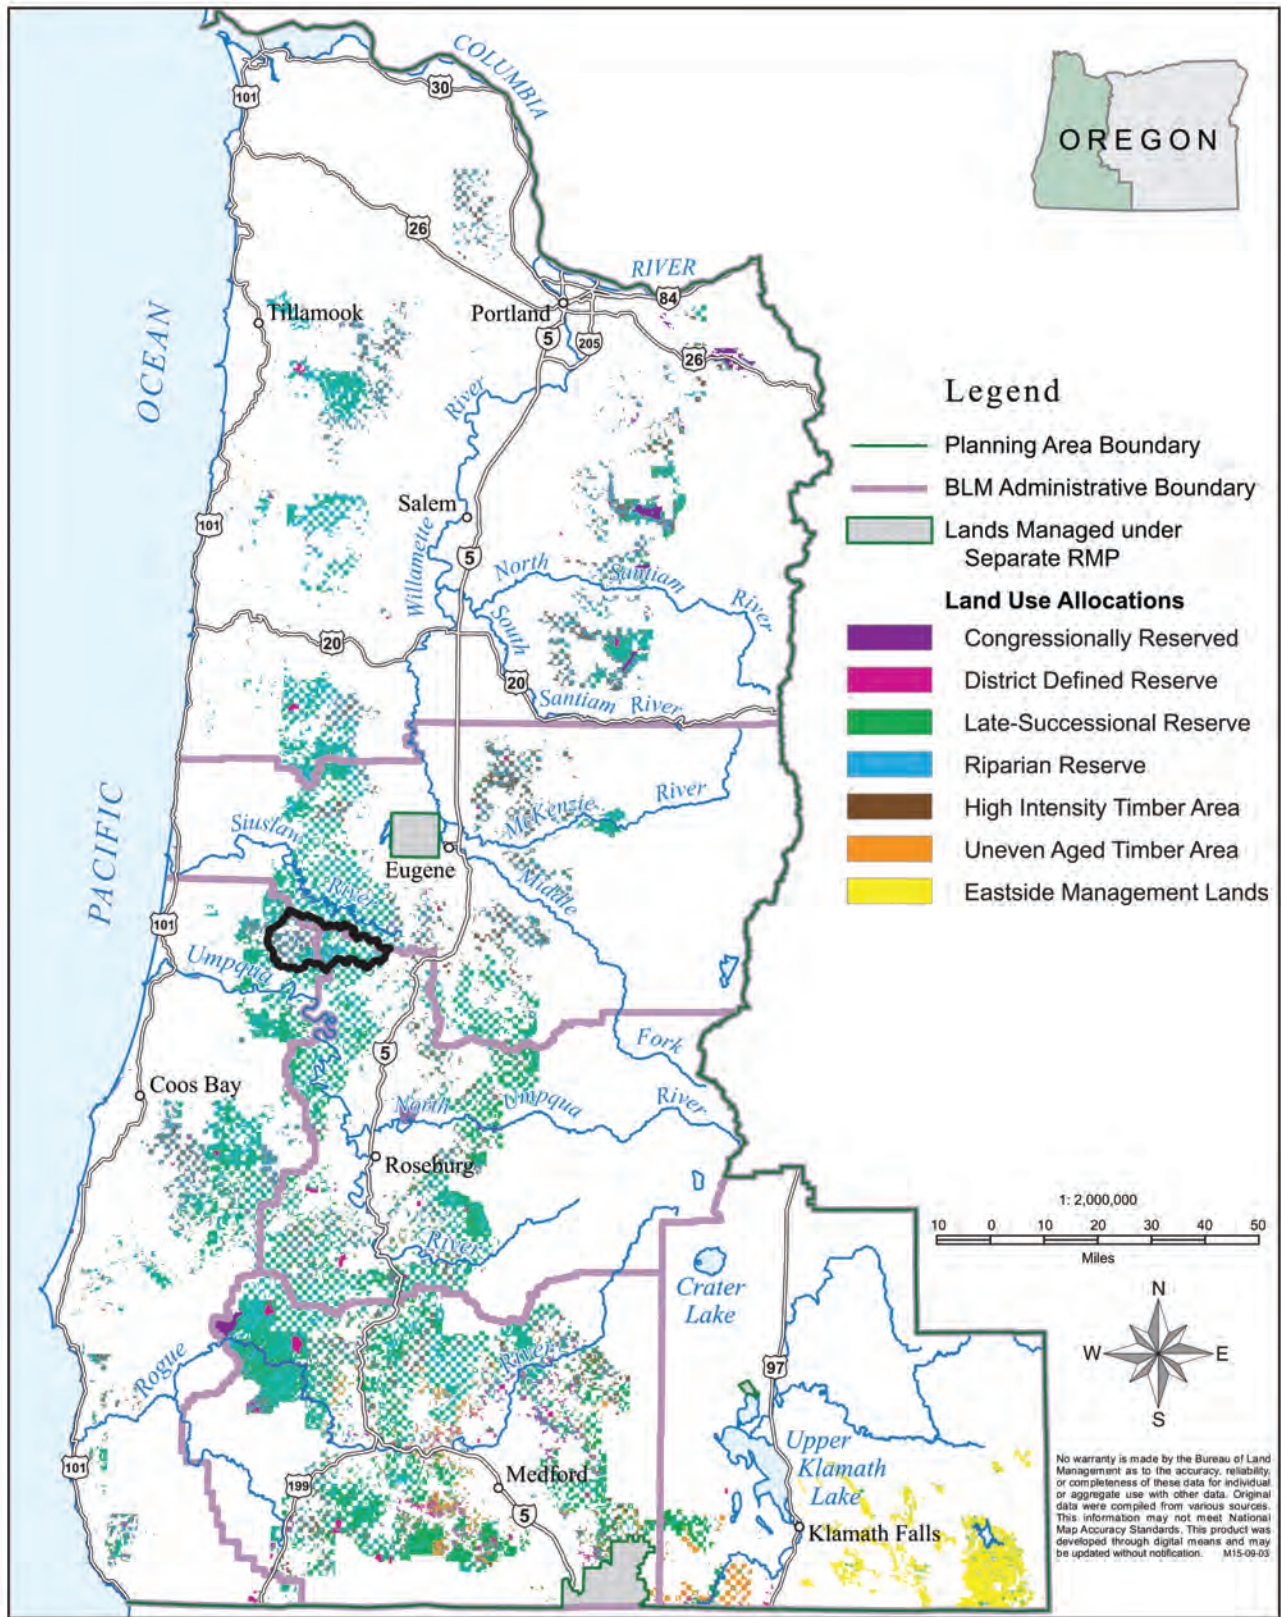 COLUMBIA
30
101
OREGON
26
RIVER
84
Tillamook
Portland
5
205
OCEAN
26
River
Legend
Planning Area Boundary
BLM Administrative Boundary
Lands Managed under
Separate RMP
Land Use Allocations
Congressionally Reserved
District Defined Reserve
Late-Successional Reserve
Riparian Reserve
High Intensity Timber Area
Uneven Aged Timber Area
Eastside Management Lands
Salem
101
Willamette
5
North Santiam River
South
20
20
Santiam River
McKenzie River
PACIFIC
Siuslaw
River
Eugene
Middle
101
Umpqua
Fork
5
Coos Bay
North Umpqua River
Roseburg
1: 2,000,000
10 0 10 20 30 40 50
Miles
River
Crater
Lake
N
W E
S
Rogue
River
97
101
Upper
Klamath
Lake
199
Medford
5
Klamath Falls
No warranty is made by the Bureau of Land
Management as to the accuracy, reliability,
or completeness of these data for individual
or aggregate use with other data. Original
data were compiled from various sources.
This information may not meet National
Map Accuracy Standards. This product was
developed through digital means and may
be updated without notification. M15-09-03